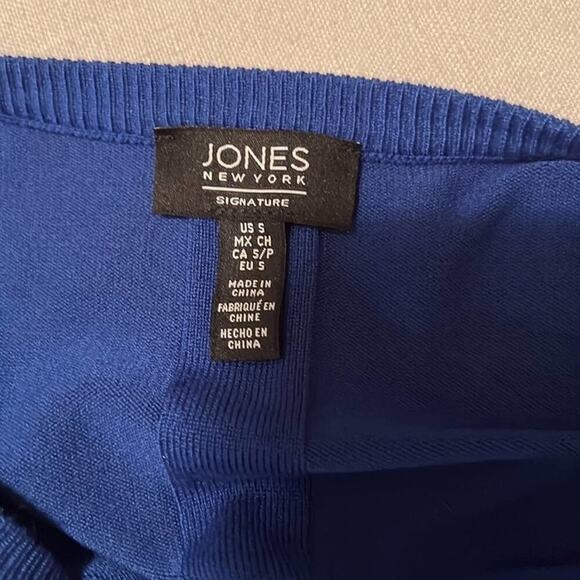 JONES
NEW YORK
SIGNATURE
US S
MX CH
CA S/P
EU S
MADE IN
CHINA
FABRIQUÉ EN
CHINE
HECHO EN
CHINA